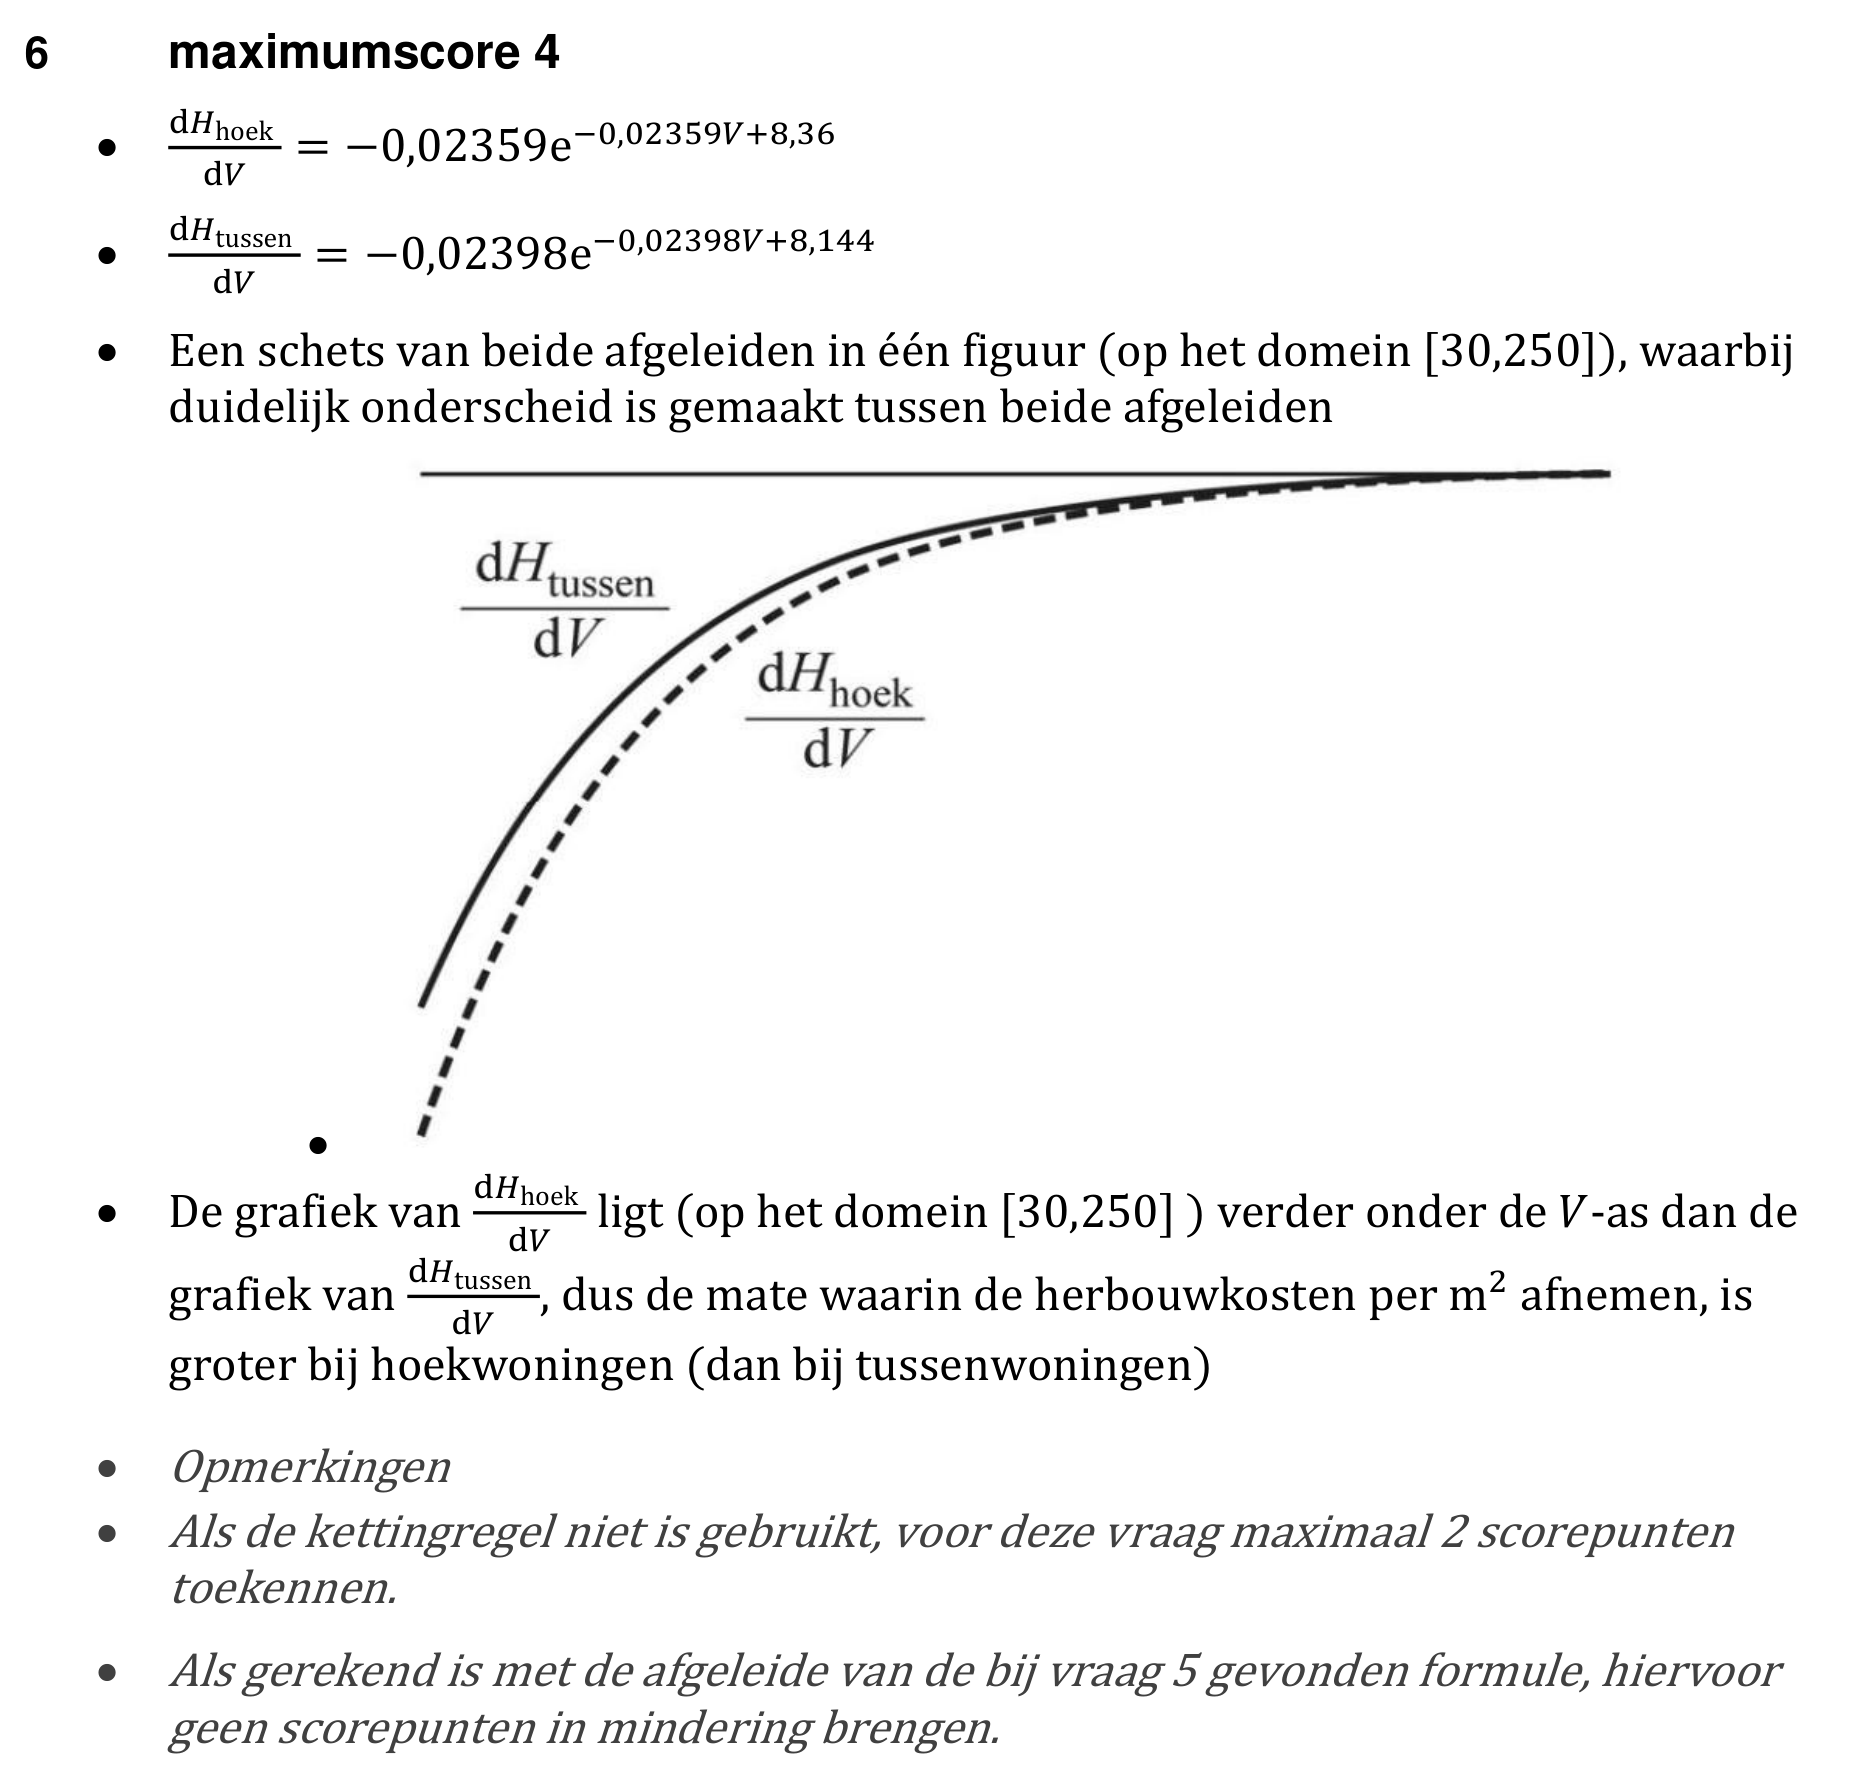 6 maximumscore 4
• dH_hoek/dV = −0,02359e^(−0,02359V+8,36)
• dH_tussen/dV = −0,02398e^(−0,02398V+8,144)
• Een schets van beide afgeleiden in één figuur (op het domein [30,250]), waarbij
duidelijk onderscheid is gemaakt tussen beide afgeleiden
dH_tussen/dV
dH_hoek/dV
•
• De grafiek van dH_hoek/dV ligt (op het domein [30,250] ) verder onder de V-as dan de
grafiek van dH_tussen/dV, dus de mate waarin de herbouwkosten per m² afnemen, is
groter bij hoekwoningen (dan bij tussenwoningen)
• Opmerkingen
• Als de kettingregel niet is gebruikt, voor deze vraag maximaal 2 scorepunten
toekennen.
• Als gerekend is met de afgeleide van de bij vraag 5 gevonden formule, hiervoor
geen scorepunten in mindering brengen.